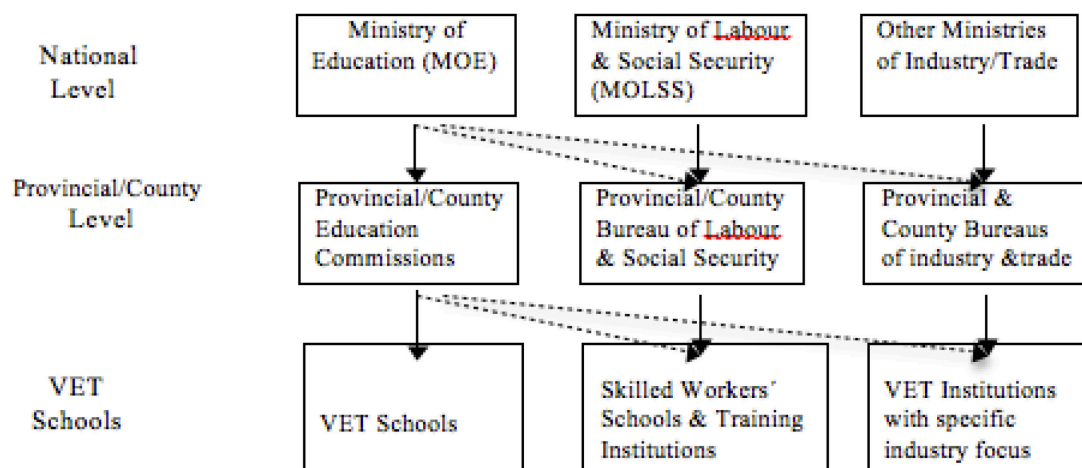 National
Level
Ministry of
Education (MOE)
Ministry of Labour
& Social Security
(MOLSS)
Other Ministries
of Industry/Trade
Provincial/County
Level
Provincial/County
Education
Commissions
Provincial/County
Bureau of Labour
& Social Security
Provincial &
County Bureaus
of industry &trade
VET
Schools
VET Schools
Skilled Workers´
Schools & Training
Institutions
VET Institutions
with specific
industry focus